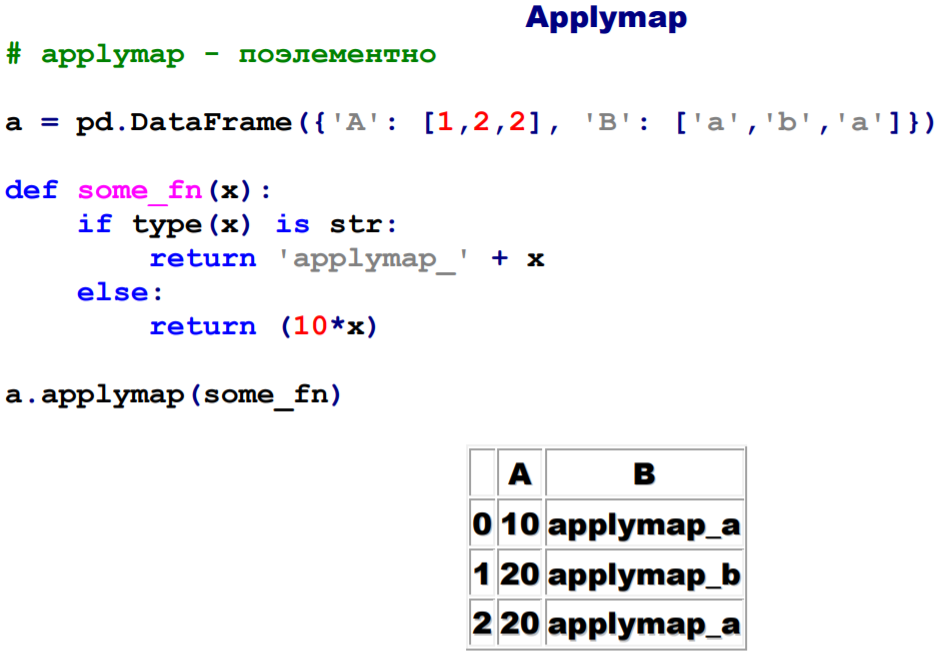 Applymap
# applymap - поэлементно
a = pd.DataFrame({'A': [1,2,2], 'B': ['a','b','a']})
def some_fn(x):
    if type(x) is str:
        return 'applymap_' + x
    else:
        return (10*x)
a.applymap(some_fn)
A B
0 10 applymap_a
1 20 applymap_b
2 20 applymap_a